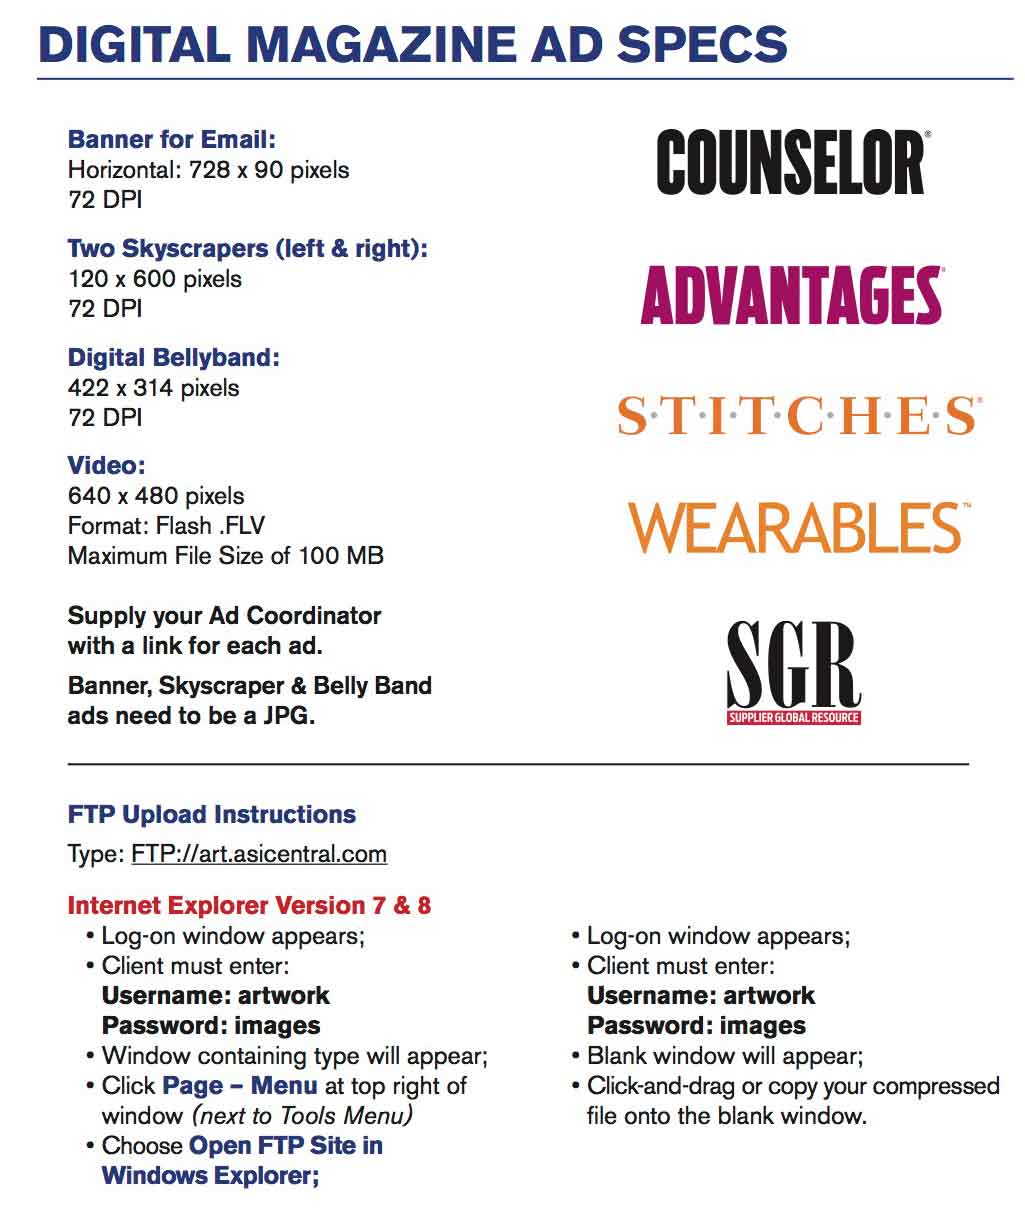 DIGITAL MAGAZINE AD SPECS
Banner for Email:
Horizontal: 728 x 90 pixels
72 DPI
Two Skyscrapers (left & right):
120 x 600 pixels
72 DPI
Digital Bellyband:
422 x 314 pixels
72 DPI
Video:
640 x 480 pixels
Format: Flash .FLV
Maximum File Size of 100 MB
Supply your Ad Coordinator
with a link for each ad.
Banner, Skyscraper & Belly Band
ads need to be a JPG.
COUNSELOR®
ADVANTAGES®
S·T·I·T·C·H·E·S®
WEARABLES™
SGR
SUPPLIER GLOBAL RESOURCE
FTP Upload Instructions
Type: FTP://art.asicentral.com
Internet Explorer Version 7 & 8
• Log-on window appears;
• Client must enter:
Username: artwork
Password: images
• Window containing type will appear;
• Click Page – Menu at top right of
window (next to Tools Menu)
• Choose Open FTP Site in
Windows Explorer;
• Log-on window appears;
• Client must enter:
Username: artwork
Password: images
• Blank window will appear;
• Click-and-drag or copy your compressed
file onto the blank window.